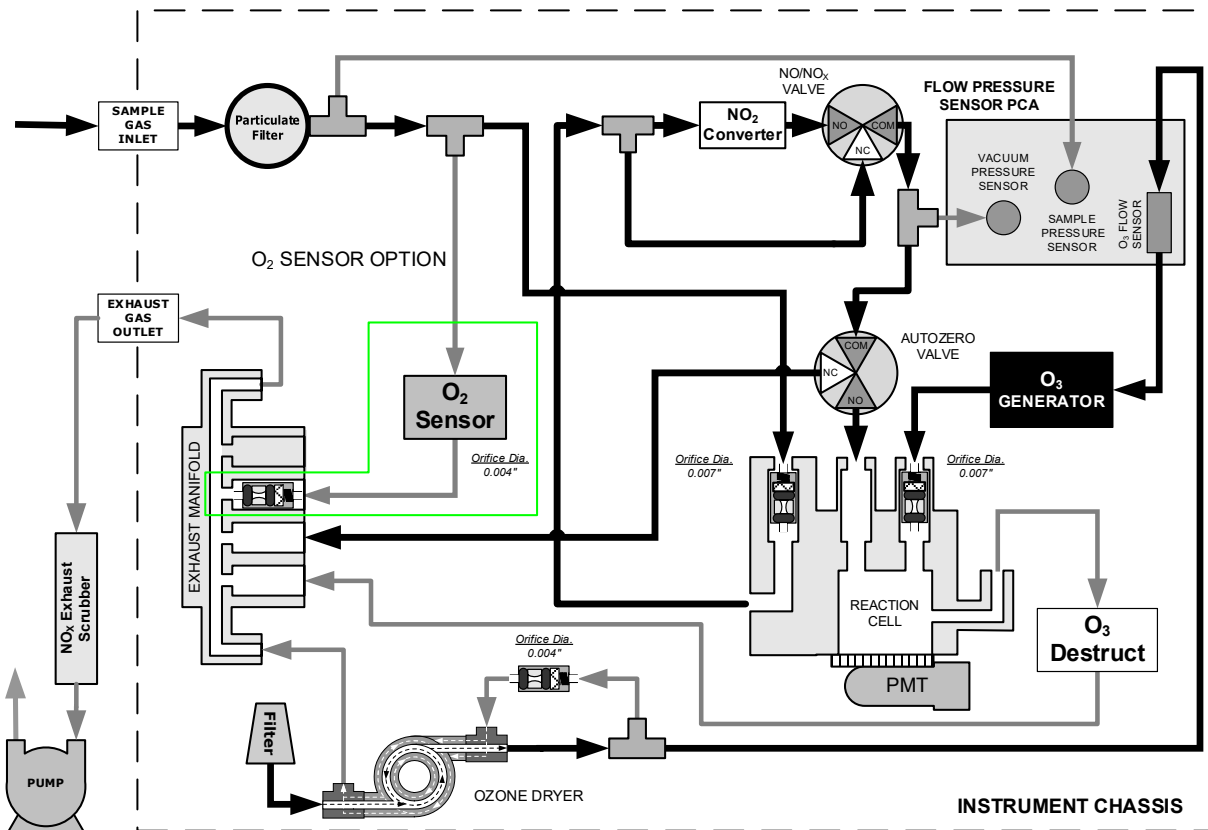 SAMPLE
GAS
INLET
Particulate
Filter
NO/NOX
VALVE
FLOW PRESSURE
SENSOR PCA
NO2
Converter
NO
COM
NC
VACUUM
PRESSURE
SENSOR
SAMPLE
PRESSURE
SENSOR
O3 FLOW
SENSOR
O2 SENSOR OPTION
EXHAUST
GAS
OUTLET
AUTOZERO
VALVE
COM
NC
NO
O2
Sensor
O3
GENERATOR
Orifice Dia.
0.004"
Orifice Dia.
0.007"
Orifice Dia.
0.007"
EXHAUST MANIFOLD
NOX Exhaust
Scrubber
REACTION
CELL
O3
Destruct
Orifice Dia.
0.004"
PMT
Filter
PUMP
OZONE DRYER
INSTRUMENT CHASSIS